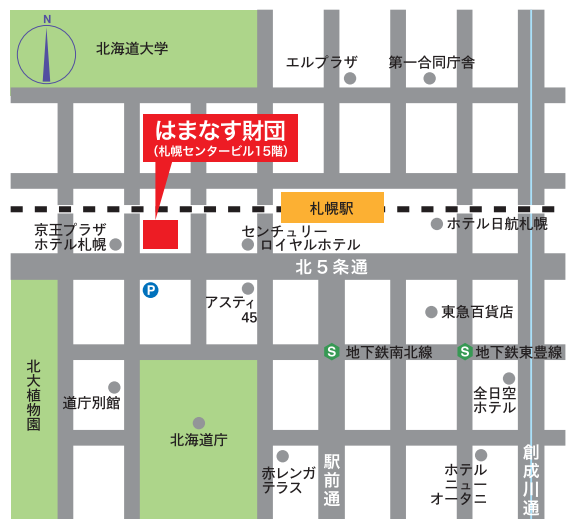 N
北海道大学
エルプラザ
第一合同庁舎
はまなす財団
(札幌センタービル15階)
札幌駅
京王プラザ
ホテル札幌
センチュリー
ロイヤルホテル
ホテル日航札幌
北5条通
P
アスティ
45
東急百貨店
S 地下鉄南北線
S 地下鉄東豊線
北大植物園
道庁別館
全日空
ホテル
北海道庁
赤レンガ
テラス
駅前通
ホテル
ニュー
オータニ
創成川通